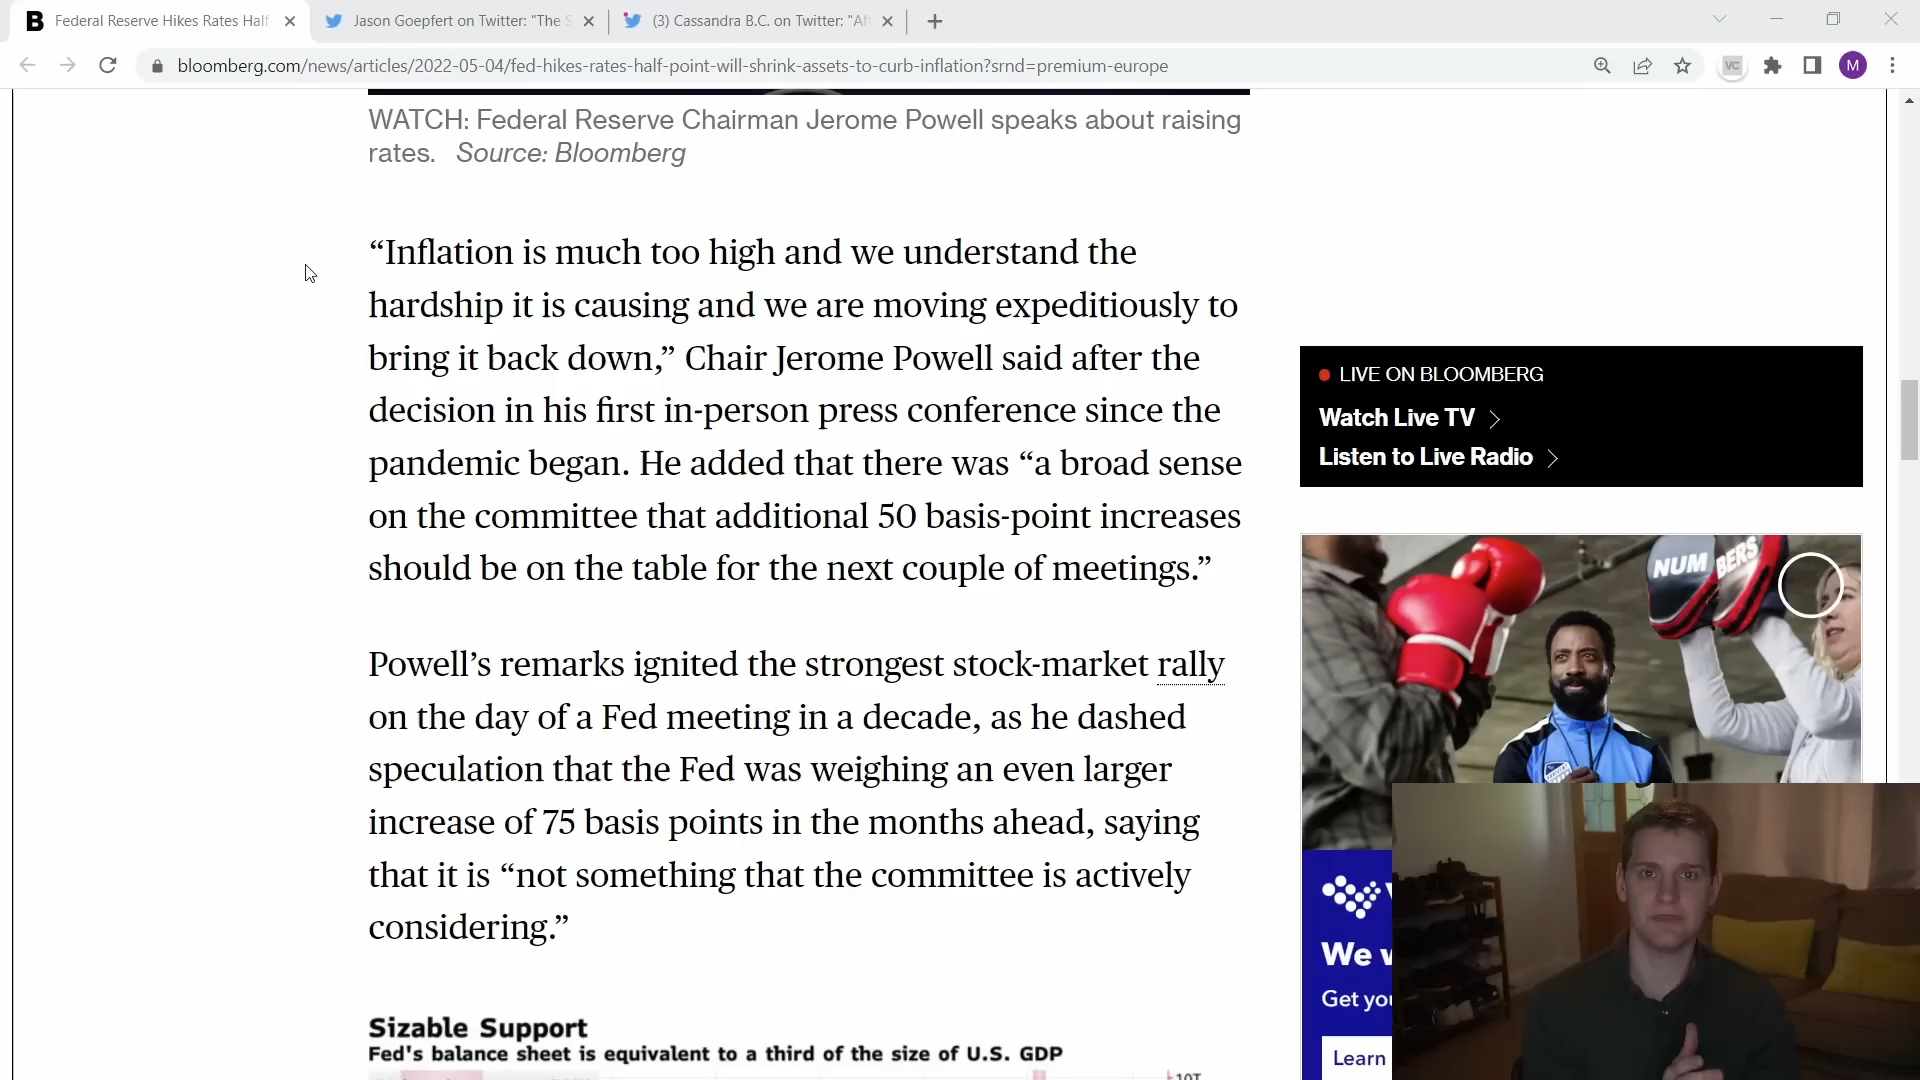 B Federal Reserve Hikes Rates Half
Jason Goepfert on Twitter: "The S
(3) Cassandra B.C. on Twitter: "Af
bloomberg.com/news/articles/2022-05-04/fed-hikes-rates-half-point-will-shrink-assets-to-curb-inflation?srnd=premium-europe
VC
M
WATCH: Federal Reserve Chairman Jerome Powell speaks about raising
rates. Source: Bloomberg
“Inflation is much too high and we understand the
hardship it is causing and we are moving expeditiously to
bring it back down,” Chair Jerome Powell said after the
decision in his first in-person press conference since the
pandemic began. He added that there was “a broad sense
on the committee that additional 50 basis-point increases
should be on the table for the next couple of meetings.”
Powell’s remarks ignited the strongest stock-market rally
on the day of a Fed meeting in a decade, as he dashed
speculation that the Fed was weighing an even larger
increase of 75 basis points in the months ahead, saying
that it is “not something that the committee is actively
considering.”
Sizable Support
Fed's balance sheet is equivalent to a third of the size of U.S. GDP
LIVE ON BLOOMBERG
Watch Live TV
Listen to Live Radio
NUMBERS
We
Get you
Learn